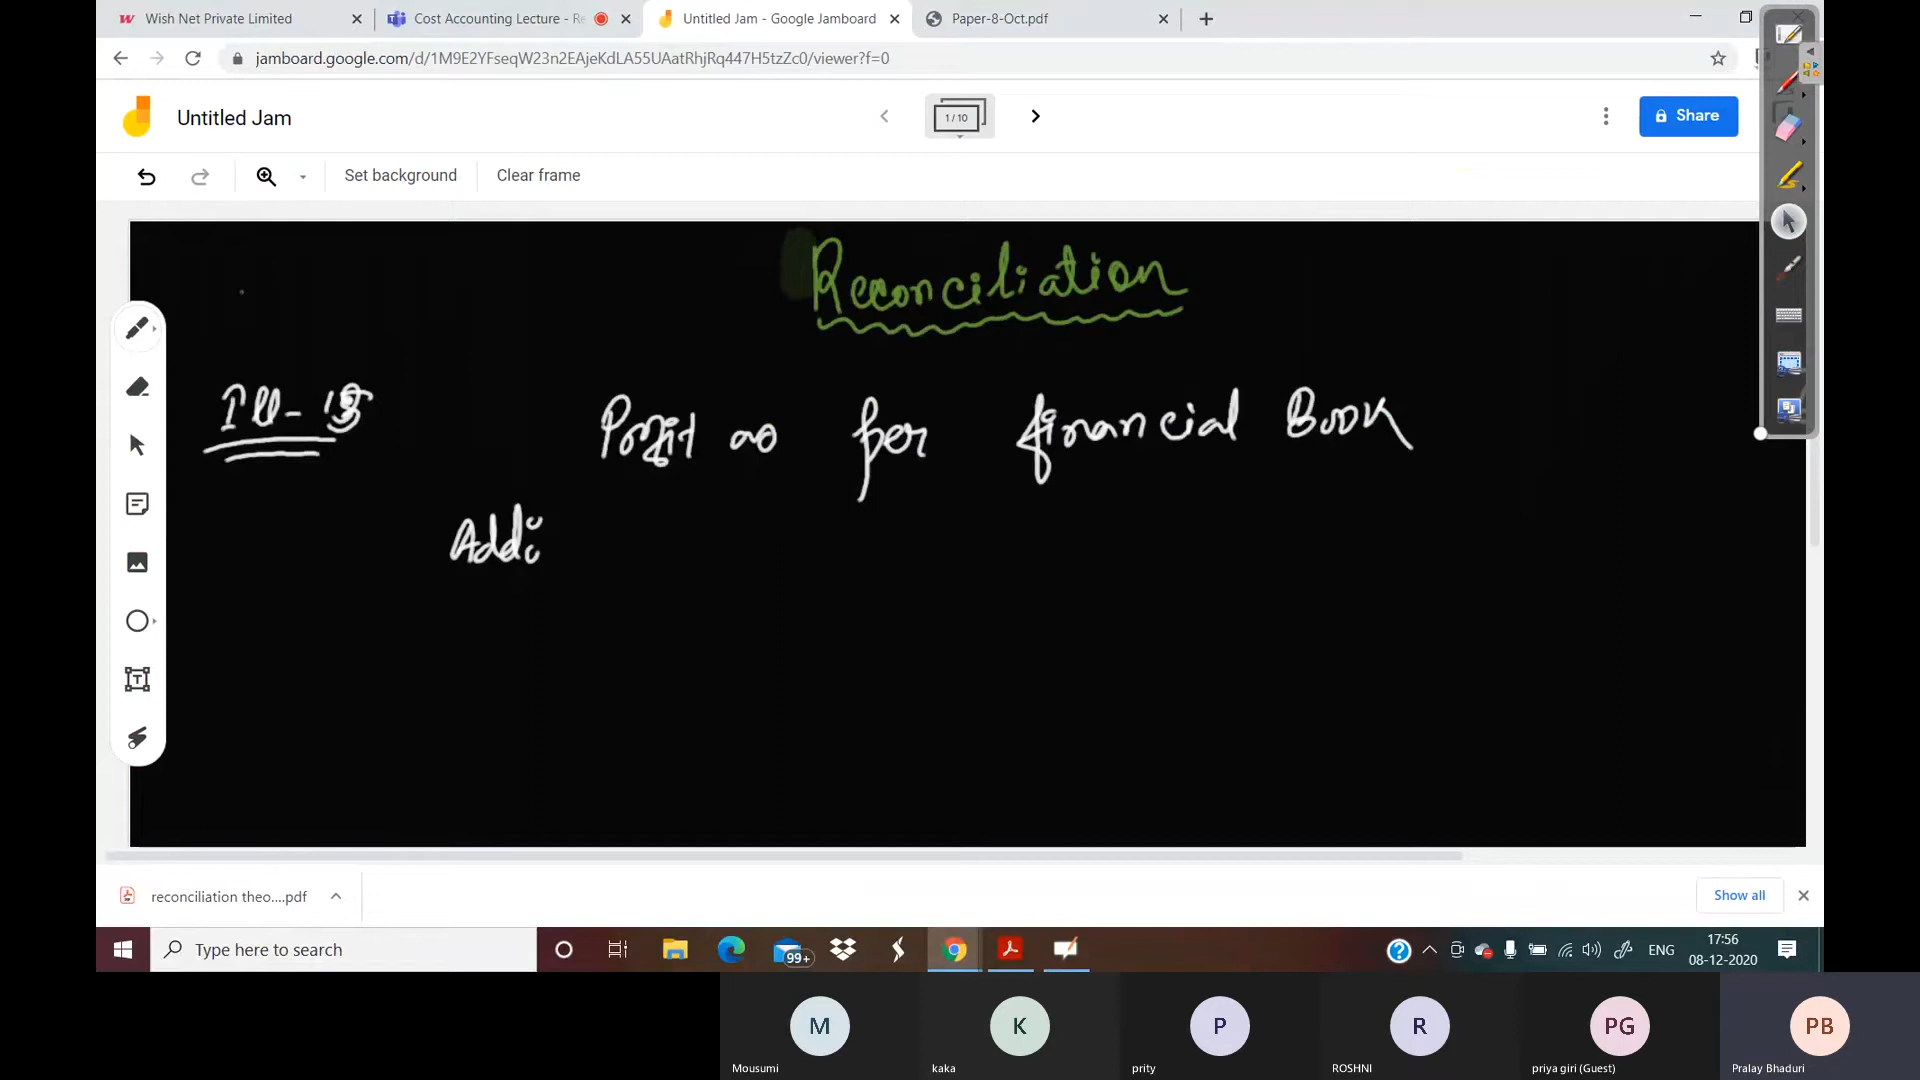 Wish Net Private Limited
Cost Accounting Lecture - Re
Untitled Jam - Google Jamboard
Paper-8-Oct.pdf
jamboard.google.com/d/1M9E2YFseqW23n2EAjeKdLA55UAatRhjRq447H5tzZc0/viewer?f=0
Untitled Jam
1 / 10
Share
Set background
Clear frame
Reconciliation
Ill-
Profit as per financial Book
Add:
reconciliation theo....pdf
Show all
Type here to search
99+
ENG
17:56
08-12-2020
M
K
P
R
PG
PB
Mousumi
kaka
prity
ROSHNI
priya giri (Guest)
Pralay Bhaduri